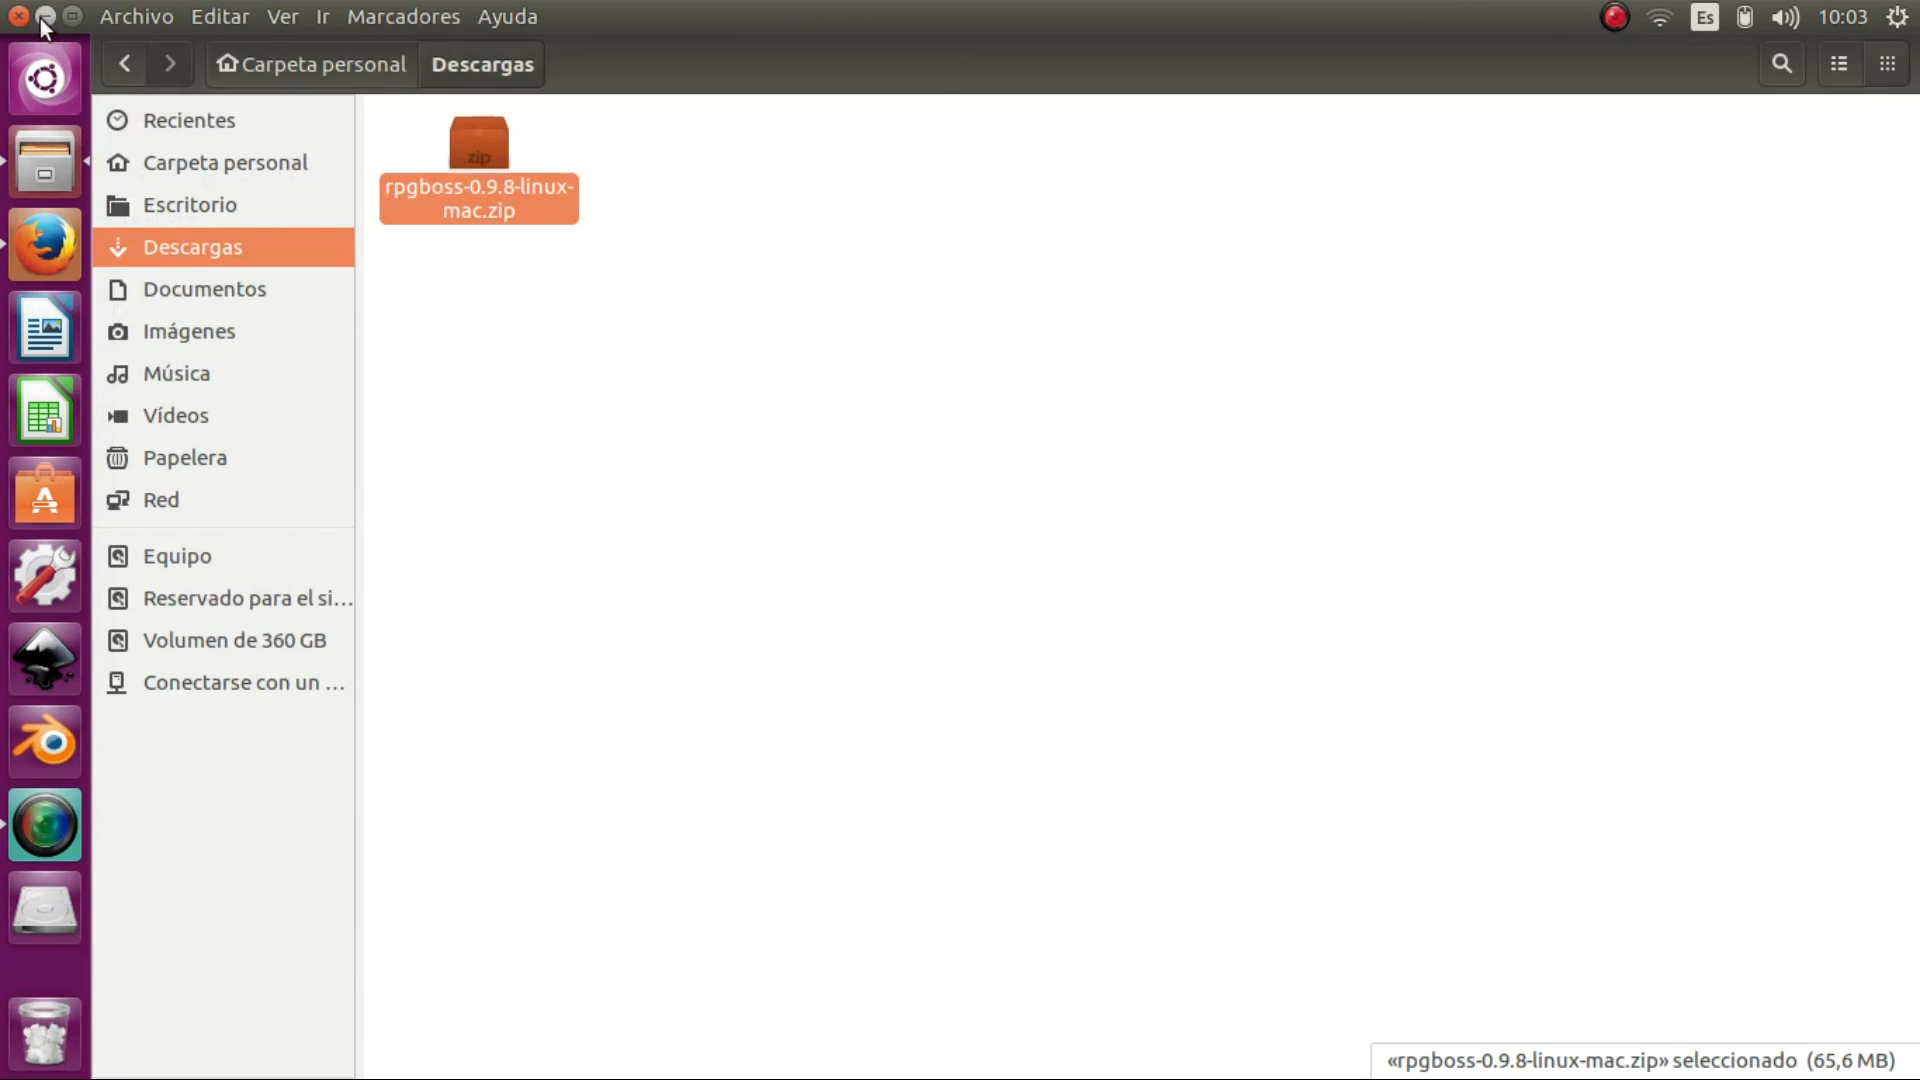 Archivo Editar Ver Ir Marcadores Ayuda
Es
10:03
Carpeta personal
Descargas
Recientes
Carpeta personal
Escritorio
Descargas
Documentos
Imágenes
Música
Vídeos
Papelera
Red
Equipo
Reservado para el si...
Volumen de 360 GB
Conectarse con un ...
zip
rpgboss-0.9.8-linux-
mac.zip
«rpgboss-0.9.8-linux-mac.zip» seleccionado (65,6 MB)